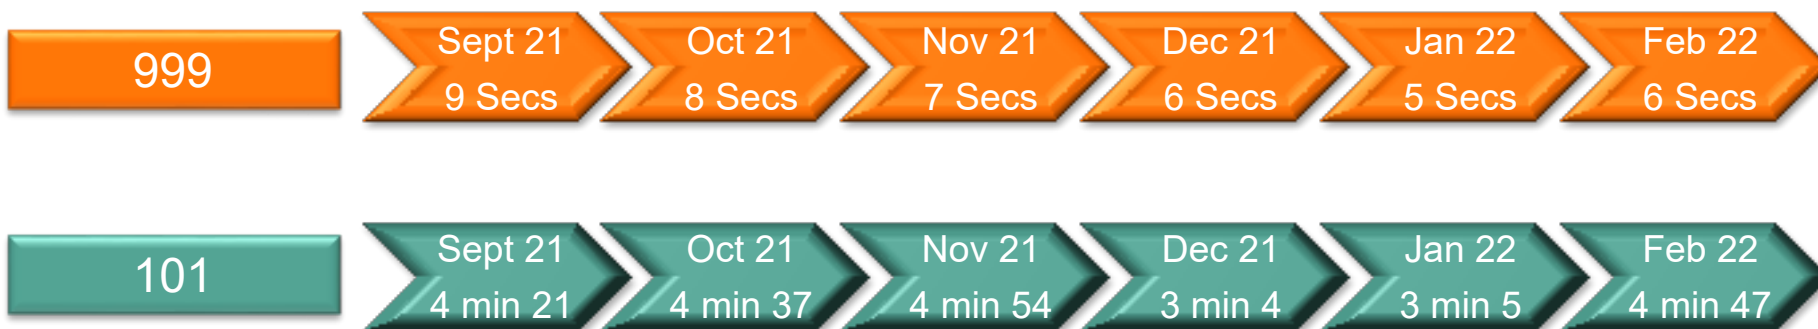 999
Sept 21
9 Secs
Oct 21
8 Secs
Nov 21
7 Secs
Dec 21
6 Secs
Jan 22
5 Secs
Feb 22
6 Secs
101
Sept 21
4 min 21
Oct 21
4 min 37
Nov 21
4 min 54
Dec 21
3 min 4
Jan 22
3 min 5
Feb 22
4 min 47